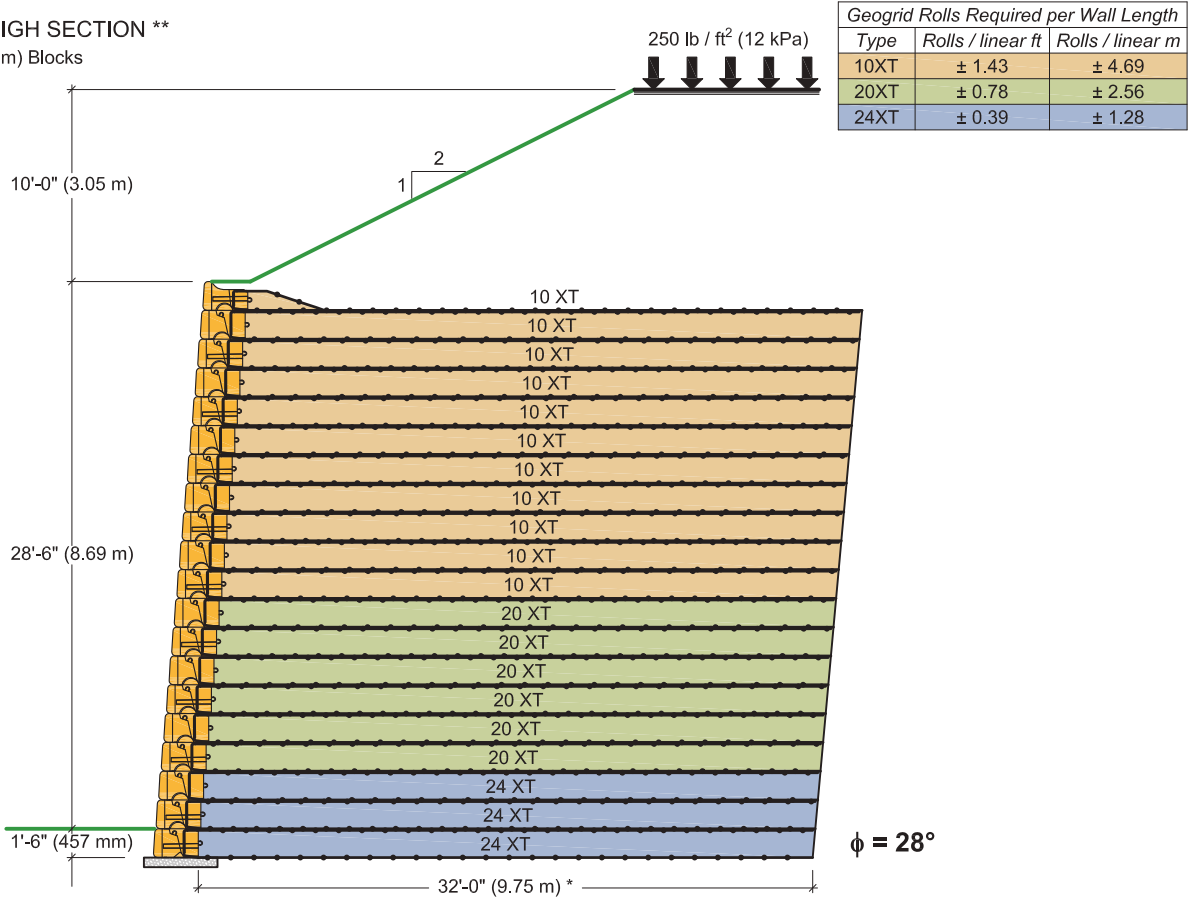 IGH SECTION **
m) Blocks
250 lb / ft² (12 kPa)
Geogrid Rolls Required per Wall Length
Type Rolls / linear ft Rolls / linear m
10XT ± 1.43 ± 4.69
20XT ± 0.78 ± 2.56
24XT ± 0.39 ± 1.28
2
1
10'-0" (3.05 m)
10 XT
10 XT
10 XT
10 XT
10 XT
10 XT
10 XT
10 XT
10 XT
28'-6" (8.69 m)
10 XT
10 XT
20 XT
20 XT
20 XT
20 XT
20 XT
20 XT
24 XT
24 XT
24 XT
1'-6" (457 mm)
ϕ = 28°
32'-0" (9.75 m) *